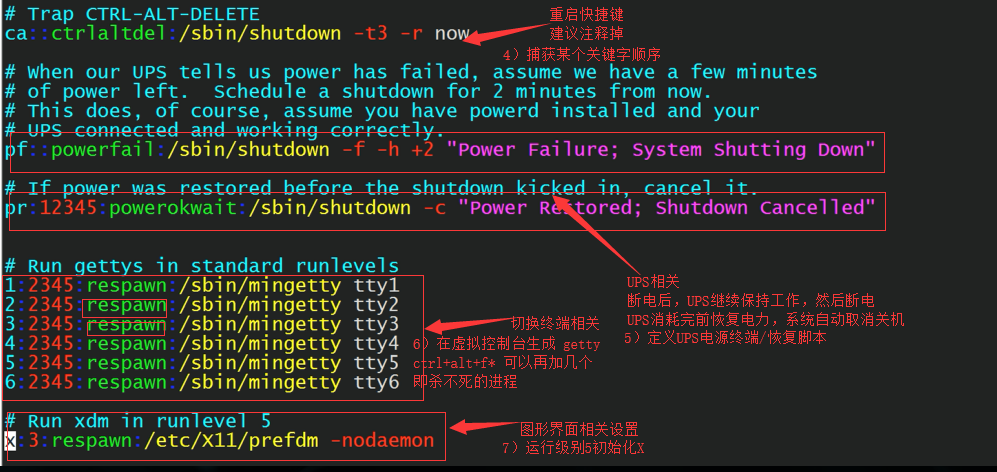 # Trap CTRL-ALT-DELETE
ca::ctrlaltdel:/sbin/shutdown -t3 -r now
重启快捷键
建议注释掉
4）捕获某个关键字顺序
# When our UPS tells us power has failed, assume we have a few minutes
# of power left.  Schedule a shutdown for 2 minutes from now.
# This does, of course, assume you have powerd installed and your
# UPS connected and working correctly.
pf::powerfail:/sbin/shutdown -f -h +2 "Power Failure; System Shutting Down"
# If power was restored before the shutdown kicked in, cancel it.
pr:12345:powerokwait:/sbin/shutdown -c "Power Restored; Shutdown Cancelled"
UPS相关
断电后，UPS继续保持工作，然后断电
UPS消耗完前恢复电力，系统自动取消关机
5）定义UPS电源终端/恢复脚本
# Run gettys in standard runlevels
1:2345:respawn:/sbin/mingetty tty1
2:2345:respawn:/sbin/mingetty tty2
3:2345:respawn:/sbin/mingetty tty3
4:2345:respawn:/sbin/mingetty tty4
5:2345:respawn:/sbin/mingetty tty5
6:2345:respawn:/sbin/mingetty tty6
切换终端相关
6）在虚拟控制台生成 getty
ctrl+alt+f* 可以再加几个
即杀不死的进程
# Run xdm in runlevel 5
x:3:respawn:/etc/X11/prefdm -nodaemon
图形界面相关设置
7）运行级别5初始化X